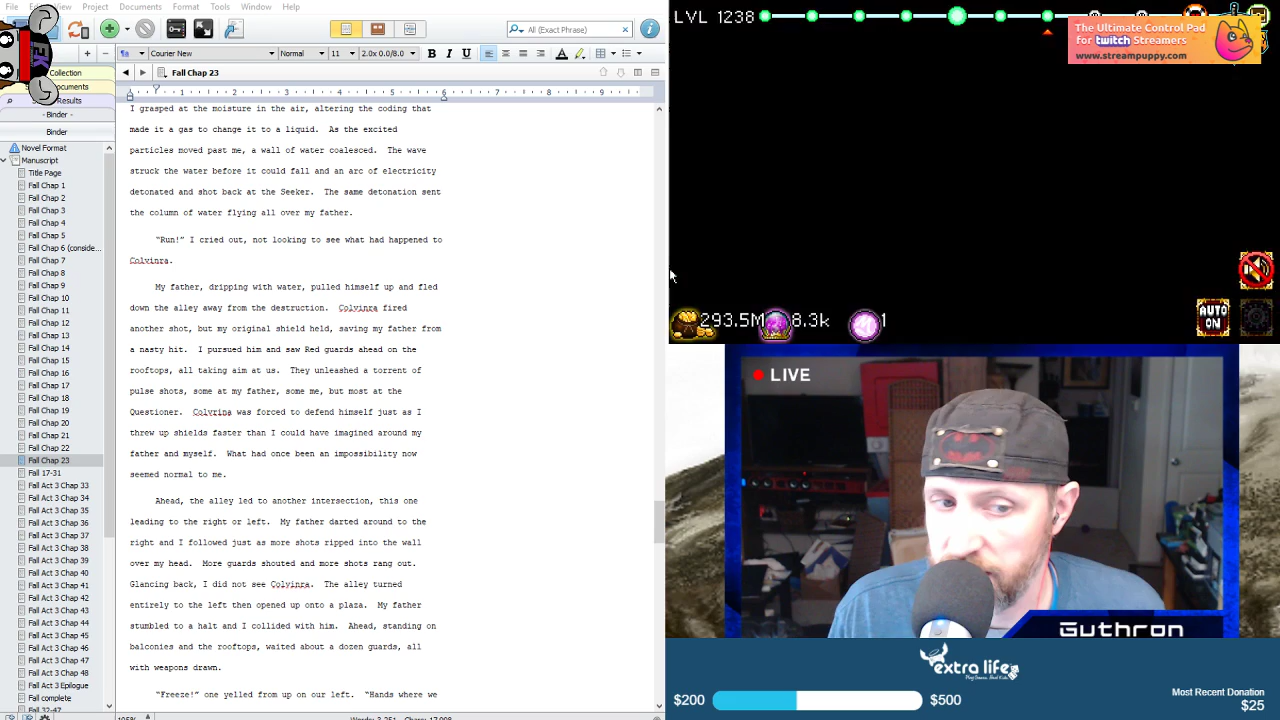 File Edit View Insert Project Documents Format Tools Window Help
All (Exact Phrase)
Courier New Normal 11 2.0x0.0/8.0 B I U
Fall Chap 23
1 2 3 4 5 6 7 8 9
Collection
Documents
Results
- Binder -
Binder
Novel Format
Manuscript
Title Page
Fall Chap 1
Fall Chap 2
Fall Chap 3
Fall Chap 4
Fall Chap 5
Fall Chap 6 (conside...
Fall Chap 7
Fall Chap 8
Fall Chap 9
Fall Chap 10
Fall Chap 11
Fall Chap 12
Fall Chap 13
Fall Chap 14
Fall Chap 15
Fall Chap 16
Fall Chap 17
Fall Chap 18
Fall Chap 19
Fall Chap 20
Fall Chap 21
Fall Chap 22
Fall Chap 23
Fall 17-31
Fall Act 3 Chap 33
Fall Act 3 Chap 34
Fall Act 3 Chap 35
Fall Act 3 Chap 36
Fall Act 3 Chap 37
Fall Act 3 Chap 38
Fall Act 3 Chap 39
Fall Act 3 Chap 40
Fall Act 3 Chap 41
Fall Act 3 Chap 42
Fall Act 3 Chap 43
Fall Act 3 Chap 44
Fall Act 3 Chap 45
Fall Act 3 Chap 46
Fall Act 3 Chap 47
Fall Act 3 Chap 48
Fall Act 3 Epilogue
Fall complete
I grasped at the moisture in the air, altering the coding that
made it a gas to change it to a liquid. As the excited
particles moved past me, a wall of water coalesced. The wave
struck the water before it could fall and an arc of electricity
detonated and shot back at the Seeker. The same detonation sent
the column of water flying all over my father.
“Run!” I cried out, not looking to see what had happened to
Colvinra.
My father, dripping with water, pulled himself up and fled
down the alley away from the destruction. Colvinra fired
another shot, but my original shield held, saving my father from
a nasty hit. I pursued him and saw Red guards ahead on the
rooftops, all taking aim at us. They unleashed a torrent of
pulse shots, some at my father, some me, but most at the
Questioner. Colvrina was forced to defend himself just as I
threw up shields faster than I could have imagined around my
father and myself. What had once been an impossibility now
seemed normal to me.
Ahead, the alley led to another intersection, this one
leading to the right or left. My father darted around to the
right and I followed just as more shots ripped into the wall
over my head. More guards shouted and more shots rang out.
Glancing back, I did not see Colvinra. The alley turned
entirely to the left then opened up onto a plaza. My father
stumbled to a halt and I collided with him. Ahead, standing on
balconies and the rooftops, waited about a dozen guards, all
with weapons drawn.
“Freeze!” one yelled from up on our left. “Hands where we
LVL 1238
The Ultimate Control Pad
for twitch Streamers
www.streampuppy.com
293.5M 8.3k 1
AUTO
ON
LIVE
Guthron
extra life
Play Games. Heal Kids.
$200 $500
Most Recent Donation
$25